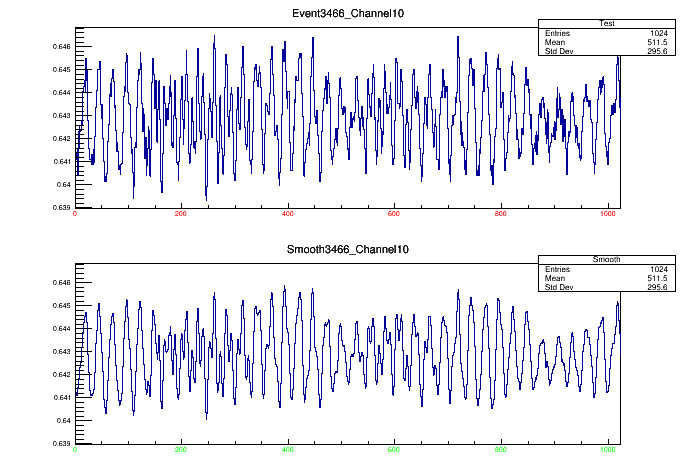 Event3466_Channel10
Test
Entries 1024
Mean 511.5
Std Dev 295.6
0.646
0.645
0.644
0.643
0.642
0.641
0.64
0.639
0 200 400 600 800 1000
Smooth3466_Channel10
Smooth
Entries 1024
Mean 511.5
Std Dev 295.6
0.646
0.645
0.644
0.643
0.642
0.641
0.64
0.639
0 200 400 600 800 1000